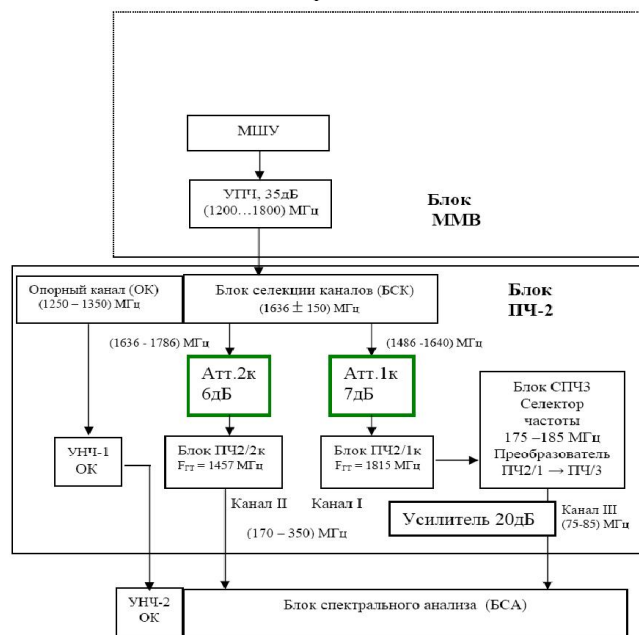 МШУ
УПЧ, 35дБ
(1200...1800) МГц
Блок
ММВ
Опорный канал (ОК)
(1250 – 1350) МГц
Блок селекции каналов (БСК)
(1636 ± 150) МГц
Блок
ПЧ-2
(1636 - 1786) МГц
(1486 -1640) МГц
Атт.2к
6дБ
Атт.1к
7дБ
Блок СПЧ3
Селектор
частоты
175 –185 МГц
Преобразователь
ПЧ2/1 → ПЧ/3
УНЧ-1
ОК
Блок ПЧ2/2к
FГТ = 1457 МГц
Блок ПЧ2/1к
FГТ = 1815 МГц
Канал II
Канал I
(170 – 350) МГц
Усилитель 20дБ
Канал III
(75-85) МГц
УНЧ-2
ОК
Блок спектрального анализа (БСА)